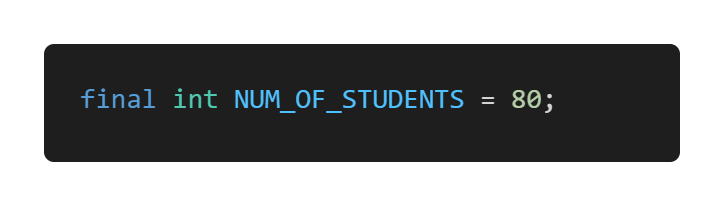 final int NUM_OF_STUDENTS = 80;